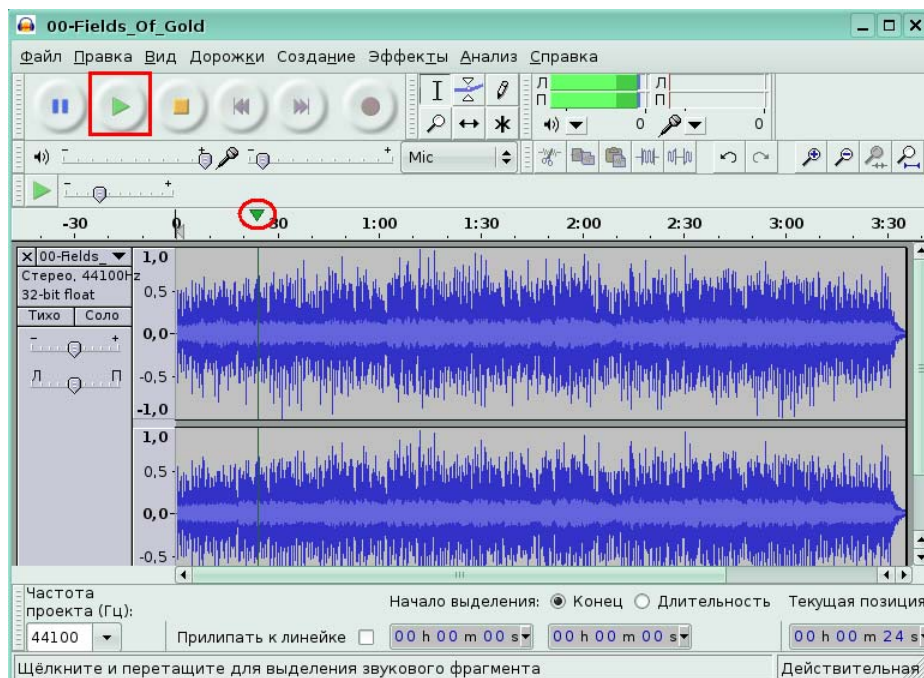 00-Fields_Of_Gold
Файл Правка Вид Дорожки Создание Эффекты Анализ Справка
Л Л
П П
0 0
Mic
-30 0 30 1:00 1:30 2:00 2:30 3:00 3:30
00-Fields_
Стерео, 44100Hz
32-bit float
Тихо Соло
- +
Л П
1,0
0,5
0,0
-0,5
-1,0
1,0
0,5
0,0
-0,5
Частота
проекта (Гц):
Начало выделения: Конец Длительность Текущая позиция
44100 Прилипать к линейке 00 h 00 m 00 s 00 h 00 m 00 s 00 h 00 m 24 s
Щёлкните и перетащите для выделения звукового фрагмента Действительная